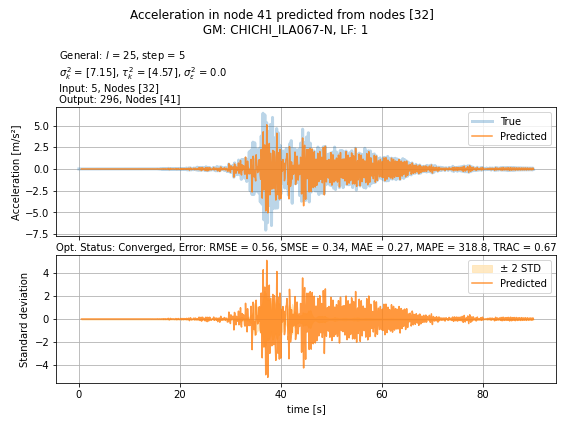 Acceleration in node 41 predicted from nodes [32]
GM: CHICHI_ILA067-N, LF: 1
General: l = 25, step = 5
σ²ₖ = [7.15], τ²ₖ = [4.57], σ²ε = 0.0
Input: 5, Nodes [32]
Output: 296, Nodes [41]
Acceleration [m/s²]
5.0
2.5
0.0
−2.5
−5.0
−7.5
True
Predicted
Opt. Status: Converged, Error: RMSE = 0.56, SMSE = 0.34, MAE = 0.27, MAPE = 318.8, TRAC = 0.67
Standard deviation
4
2
0
−2
−4
± 2 STD
Predicted
0 20 40 60 80
time [s]